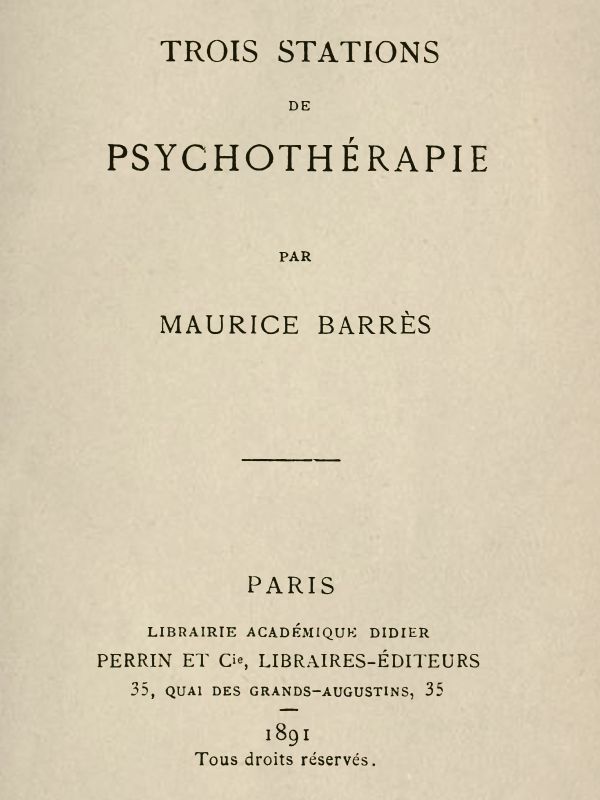 TROIS STATIONS
DE
PSYCHOTHÉRAPIE
PAR
MAURICE BARRÈS
PARIS
LIBRAIRIE ACADÉMIQUE DIDIER
PERRIN ET Cie, LIBRAIRES-ÉDITEURS
35, QUAI DES GRANDS-AUGUSTINS, 35
1891
Tous droits réservés.